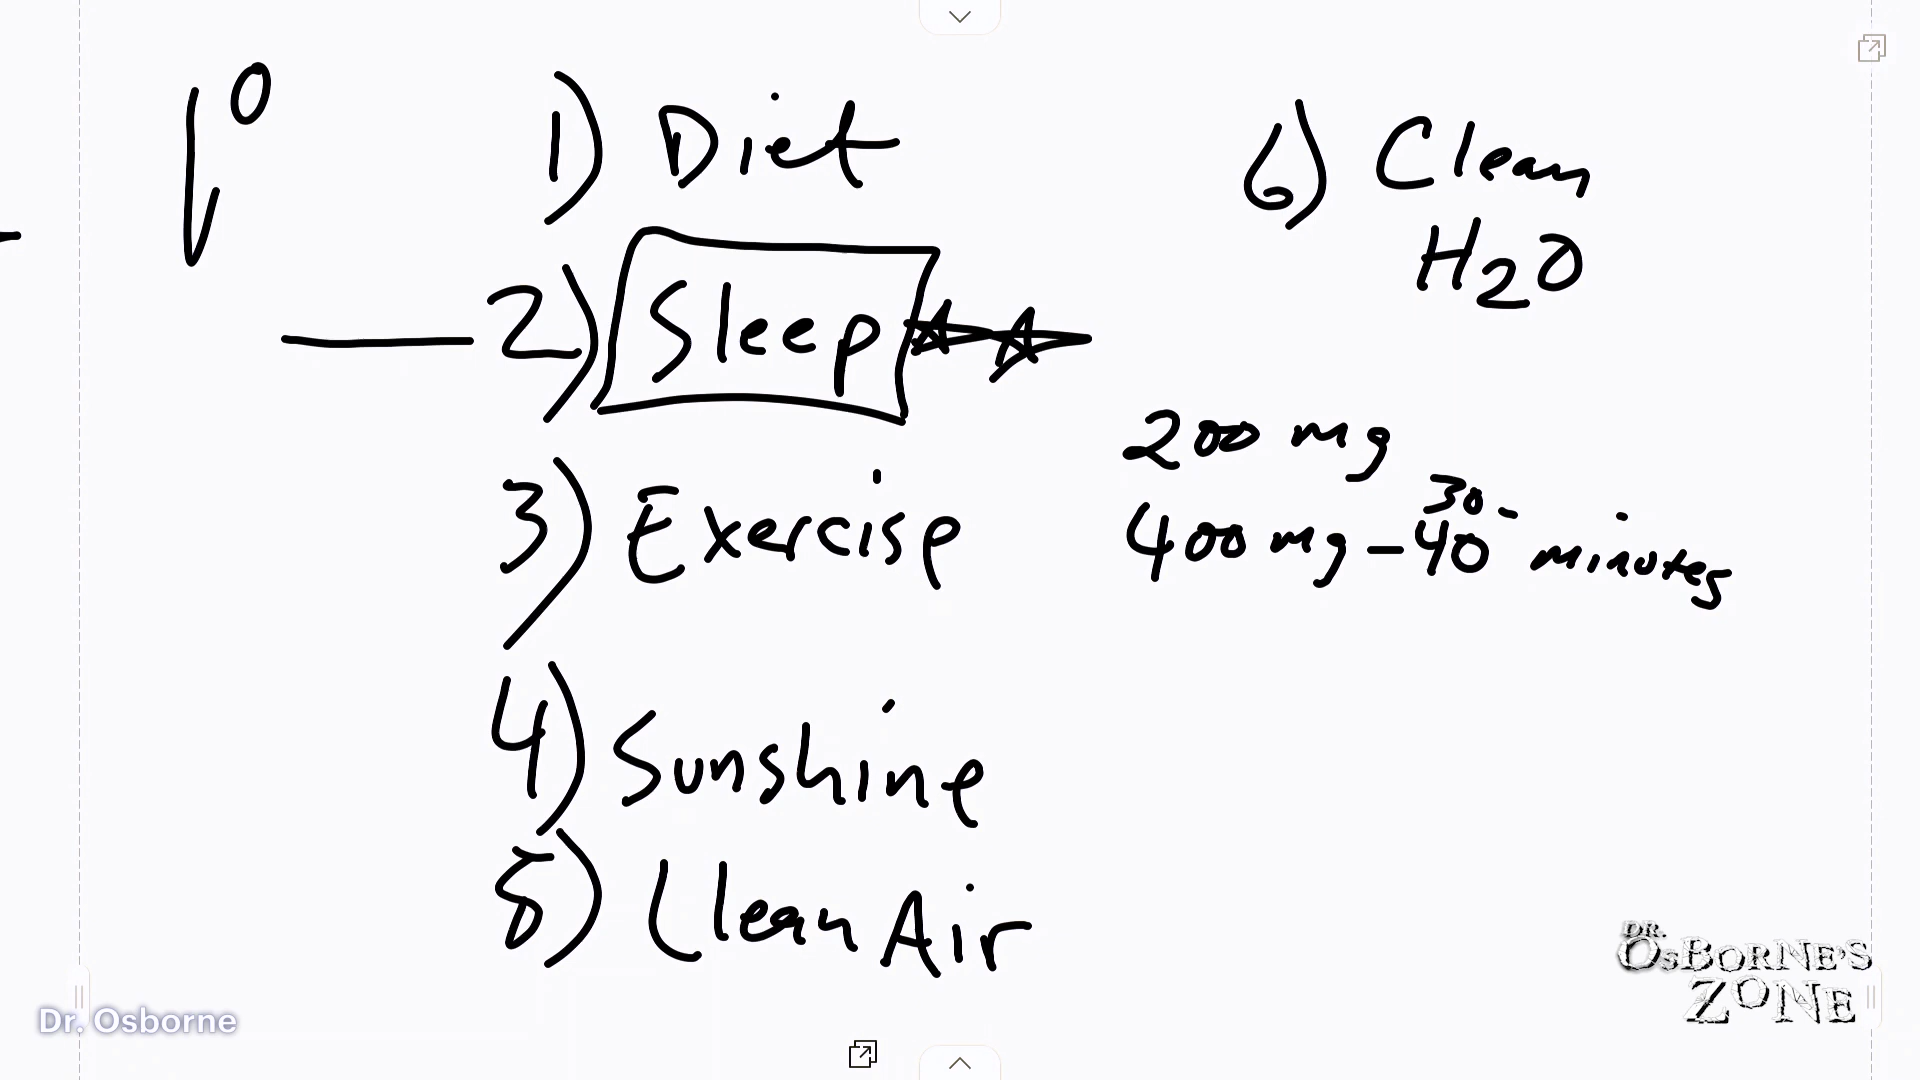 1) Diet
2) Sleep
3) Exercise
4) Sunshine
5) Clean Air
6) Clean
H2O
200 mg
30-
400 mg - 40 minutes
DR.
OSBORNE'S
ZONE
Dr. Osborne